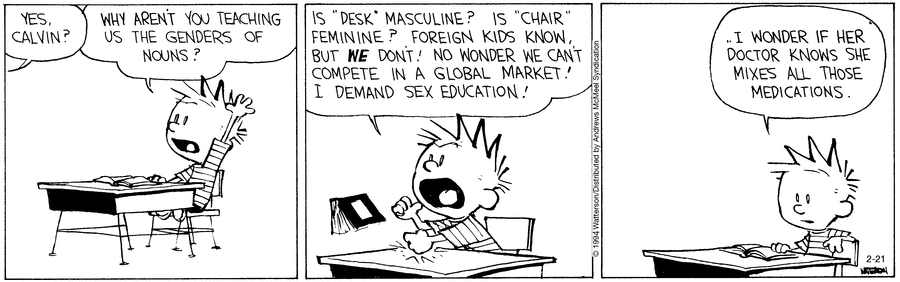 YES,
CALVIN?
WHY AREN'T YOU TEACHING
US THE GENDERS OF
NOUNS?
IS "DESK" MASCULINE? IS "CHAIR"
FEMININE? FOREIGN KIDS KNOW,
BUT WE DON'T! NO WONDER WE CAN'T
COMPETE IN A GLOBAL MARKET!
I DEMAND SEX EDUCATION!
© 1994 Watterson/Distributed by Andrews McMeel Syndication
..I WONDER IF HER
DOCTOR KNOWS SHE
MIXES ALL THOSE
MEDICATIONS.
2-21
WATTERSON